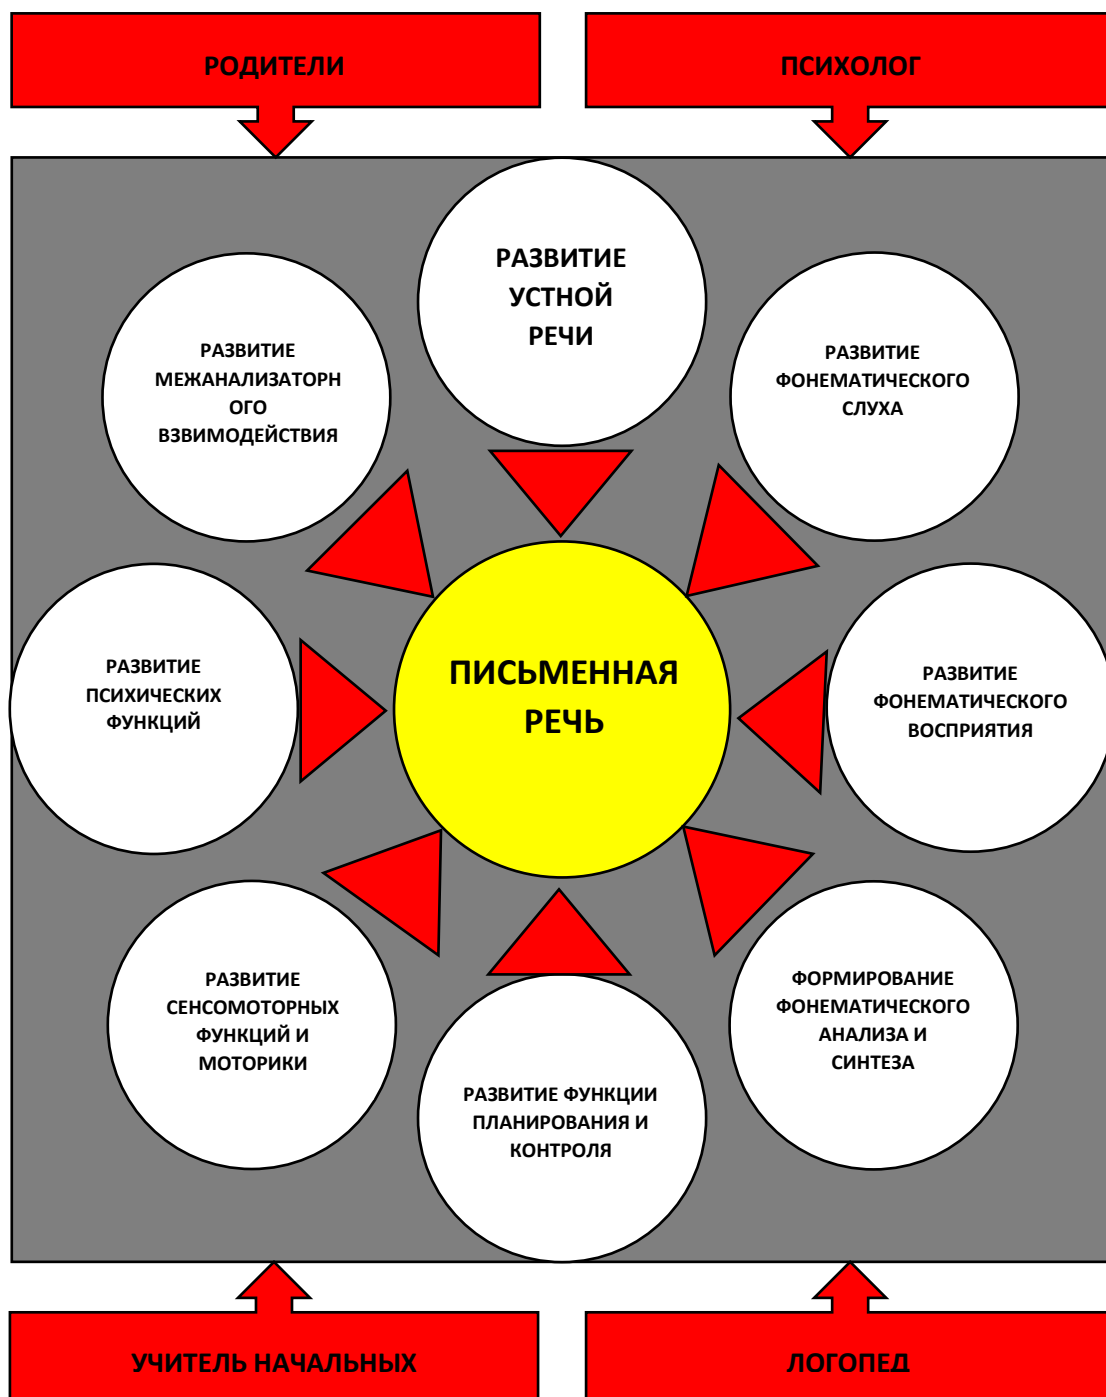 РОДИТЕЛИ
ПСИХОЛОГ
РАЗВИТИЕ
УСТНОЙ
РЕЧИ
РАЗВИТИЕ
МЕЖАНАЛИЗАТОРН
ОГО
ВЗВИМОДЕЙСТВИЯ
РАЗВИТИЕ
ФОНЕМАТИЧЕСКОГО
СЛУХА
РАЗВИТИЕ
ПСИХИЧЕСКИХ
ФУНКЦИЙ
ПИСЬМЕННАЯ
РЕЧЬ
РАЗВИТИЕ
ФОНЕМАТИЧЕСКОГО
ВОСПРИЯТИЯ
РАЗВИТИЕ
СЕНСОМОТОРНЫХ
ФУНКЦИЙ И
МОТОРИКИ
РАЗВИТИЕ ФУНКЦИИ
ПЛАНИРОВАНИЯ И
КОНТРОЛЯ
ФОРМИРОВАНИЕ
ФОНЕМАТИЧЕСКОГО
АНАЛИЗА И
СИНТЕЗА
УЧИТЕЛЬ НАЧАЛЬНЫХ
ЛОГОПЕД